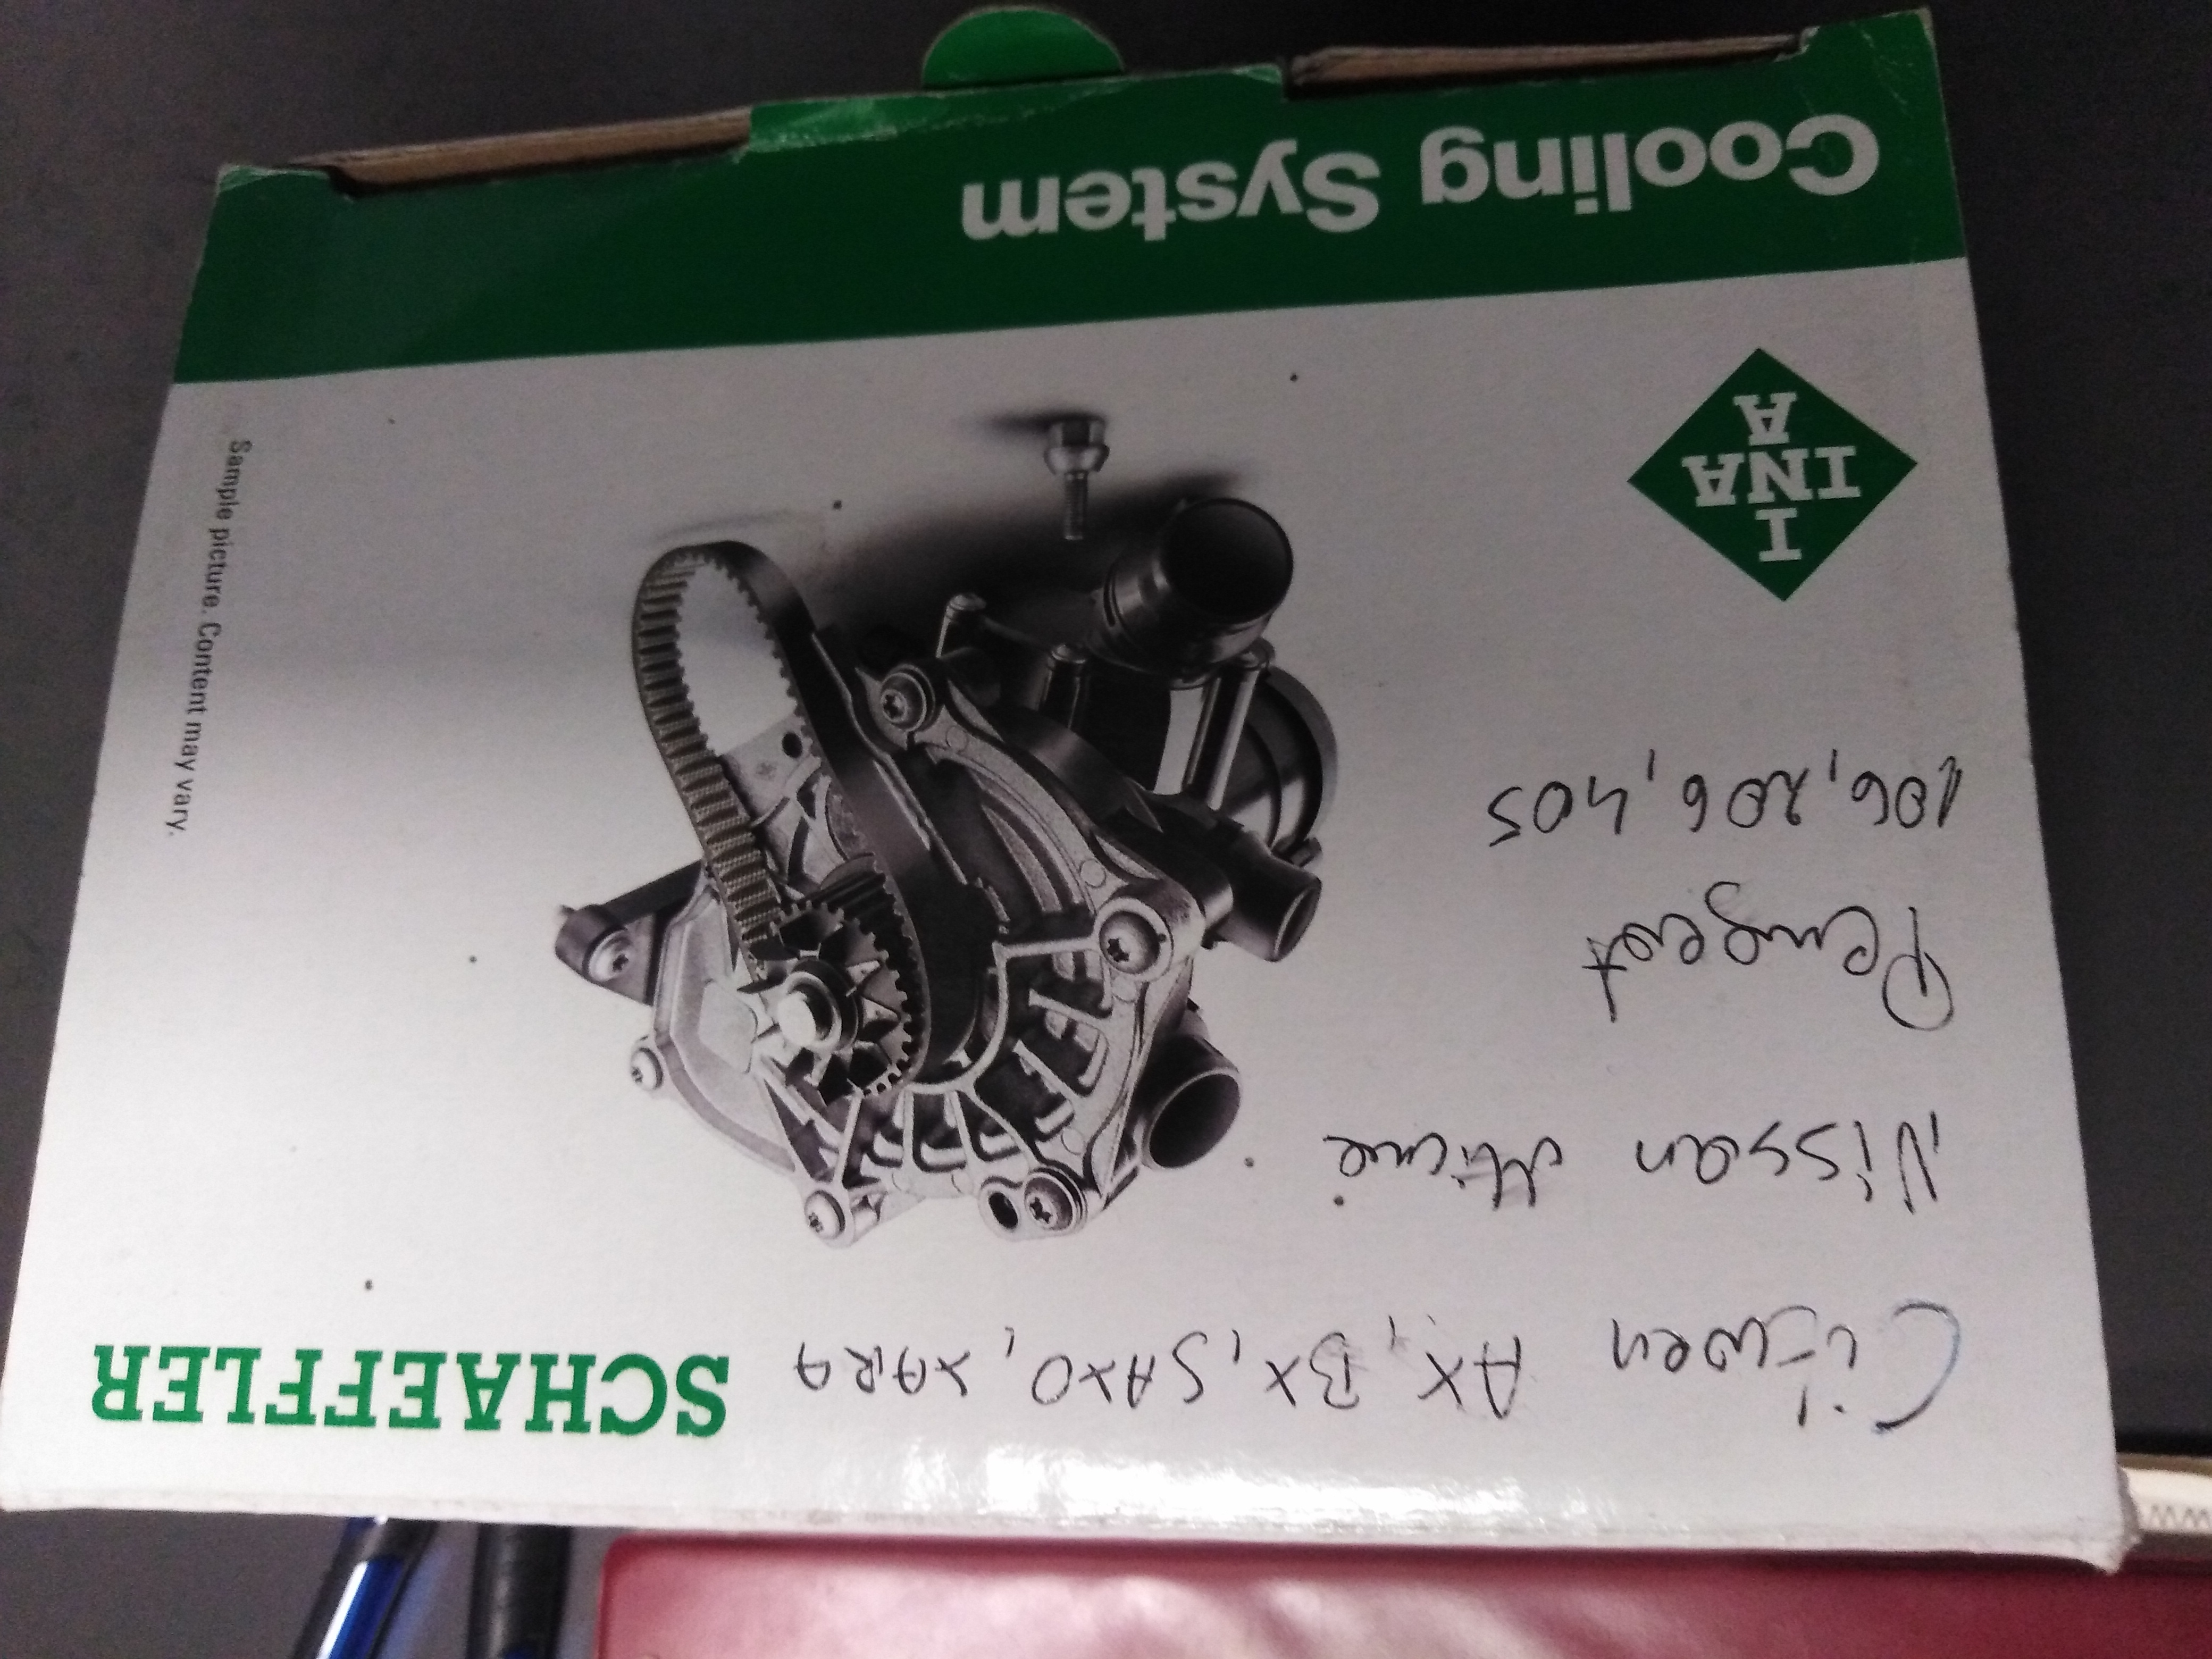 SCHAEFFLER
Citroen AX, BX, SAXO, XARA
Nissan Micra
Peugeot
106, 206, 405
I
INA
A
Cooling System
Sample picture. Content may vary.